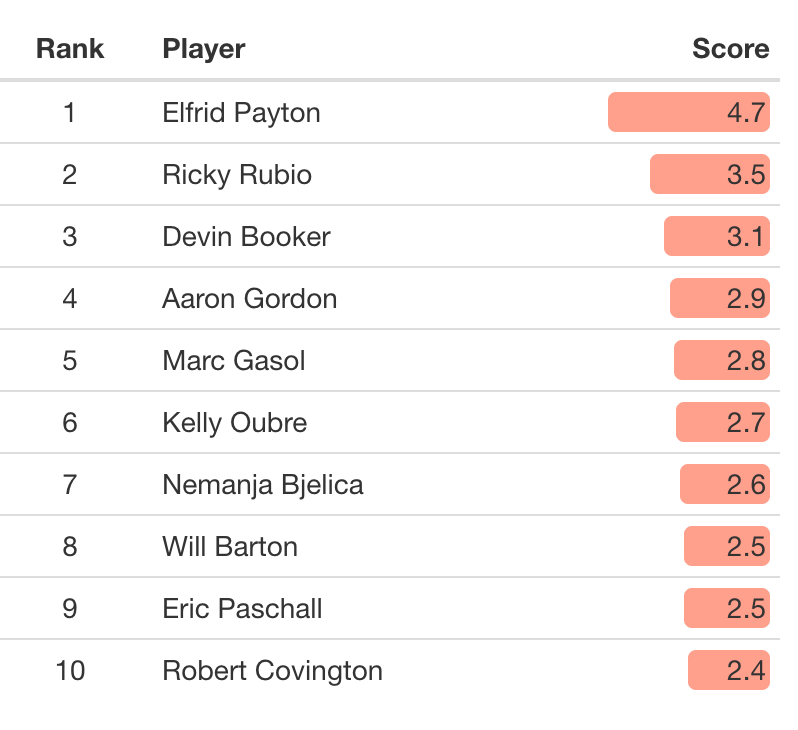 Rank Player Score
1 Elfrid Payton 4.7
2 Ricky Rubio 3.5
3 Devin Booker 3.1
4 Aaron Gordon 2.9
5 Marc Gasol 2.8
6 Kelly Oubre 2.7
7 Nemanja Bjelica 2.6
8 Will Barton 2.5
9 Eric Paschall 2.5
10 Robert Covington 2.4